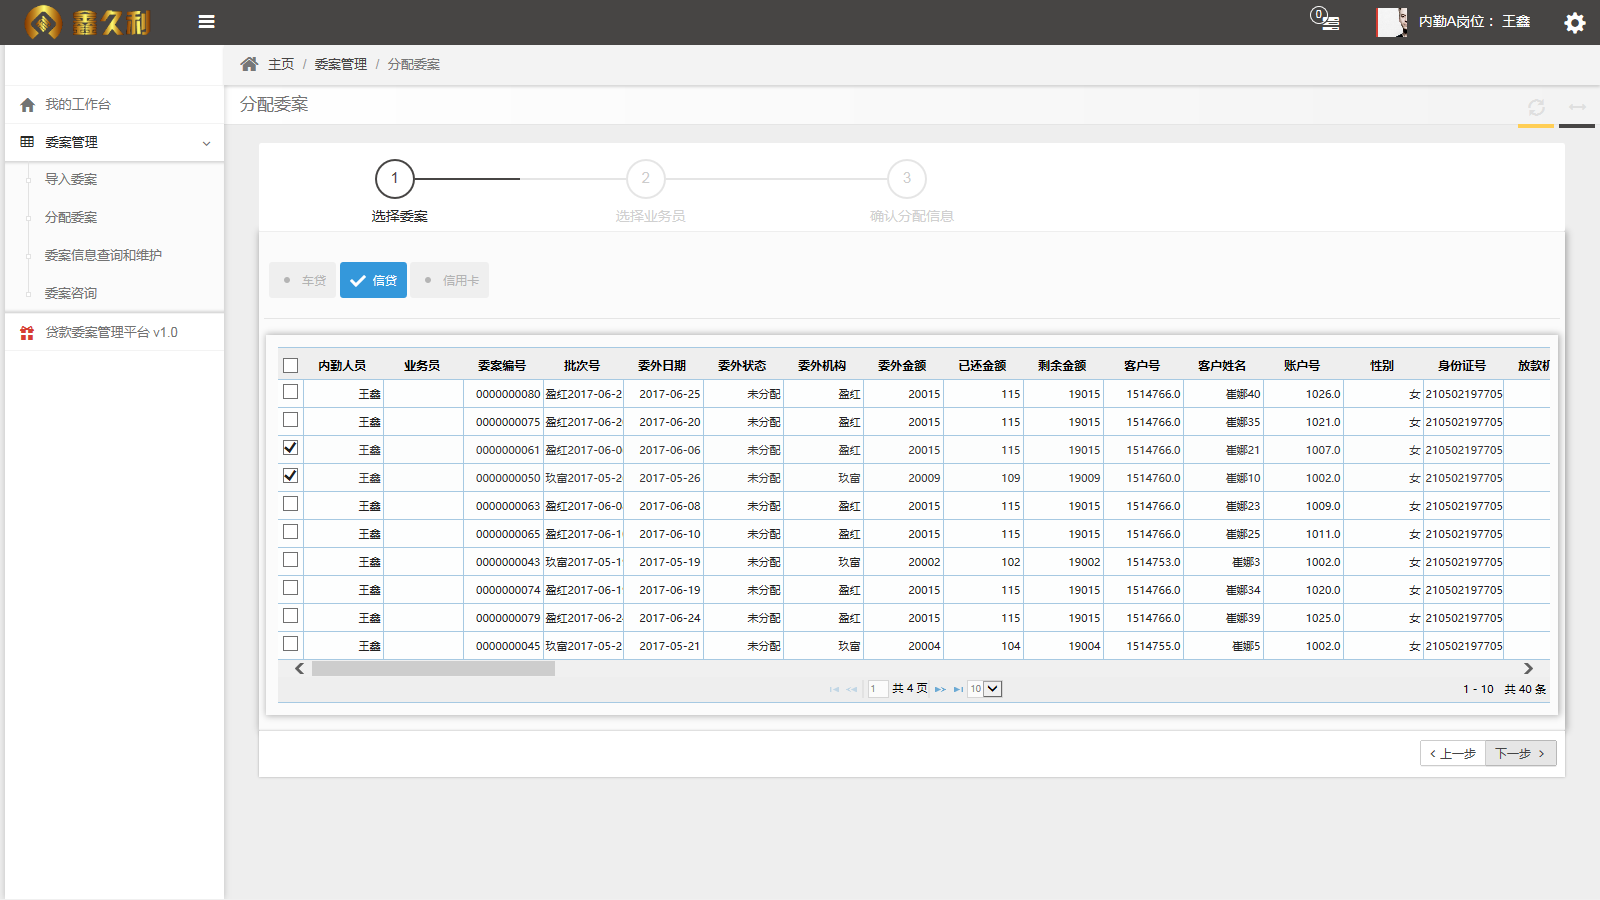 鑫久利
0
内勤A岗位： 王鑫
主页 / 委案管理 / 分配委案
我的工作台
委案管理
导入委案
分配委案
委案信息查询和维护
委案咨询
贷款委案管理平台 v1.0
分配委案
1 2 3
选择委案 选择业务员 确认分配信息
车贷 信贷 信用卡
内勤人员 业务员 委案编号 批次号 委外日期 委外状态 委外机构 委外金额 已还金额 剩余金额 客户号 客户姓名 账户号 性别 身份证号 放款机
王鑫 0000000080 盈红2017-06-2 2017-06-25 未分配 盈红 20015 115 19015 1514766.0 崔娜40 1026.0 女 210502197705
王鑫 0000000075 盈红2017-06-2 2017-06-20 未分配 盈红 20015 115 19015 1514766.0 崔娜35 1021.0 女 210502197705
王鑫 0000000061 盈红2017-06-0 2017-06-06 未分配 盈红 20015 115 19015 1514766.0 崔娜21 1007.0 女 210502197705
王鑫 0000000050 玖富2017-05-2 2017-05-26 未分配 玖富 20009 109 19009 1514760.0 崔娜10 1002.0 女 210502197705
王鑫 0000000063 盈红2017-06-0 2017-06-08 未分配 盈红 20015 115 19015 1514766.0 崔娜23 1009.0 女 210502197705
王鑫 0000000065 盈红2017-06-1 2017-06-10 未分配 盈红 20015 115 19015 1514766.0 崔娜25 1011.0 女 210502197705
王鑫 0000000043 玖富2017-05-1 2017-05-19 未分配 玖富 20002 102 19002 1514753.0 崔娜3 1002.0 女 210502197705
王鑫 0000000074 盈红2017-06-1 2017-06-19 未分配 盈红 20015 115 19015 1514766.0 崔娜34 1020.0 女 210502197705
王鑫 0000000079 盈红2017-06-2 2017-06-24 未分配 盈红 20015 115 19015 1514766.0 崔娜39 1025.0 女 210502197705
王鑫 0000000045 玖富2017-05-2 2017-05-21 未分配 玖富 20004 104 19004 1514755.0 崔娜5 1002.0 女 210502197705
1 共 4 页 10 1 - 10 共 40 条
上一步 下一步